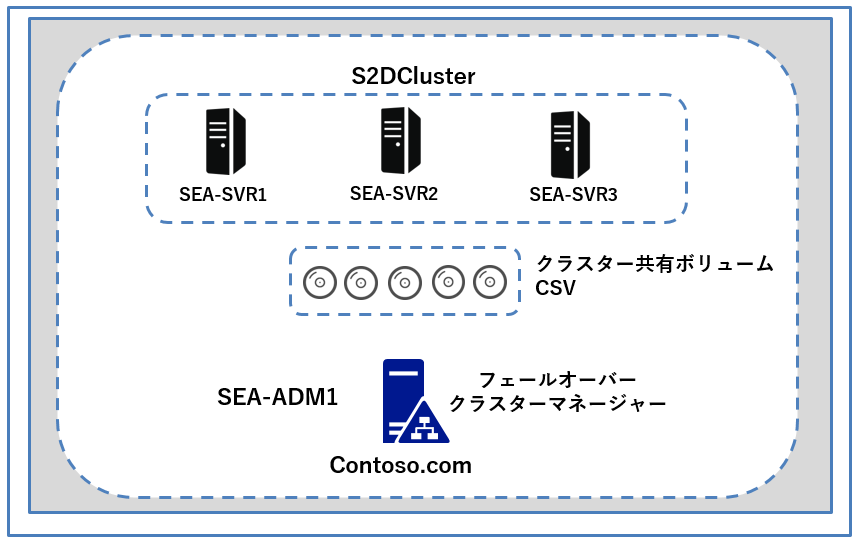 S2DCluster
SEA-SVR1
SEA-SVR2
SEA-SVR3
クラスター共有ボリューム
CSV
SEA-ADM1
フェールオーバー
クラスターマネージャー
Contoso.com